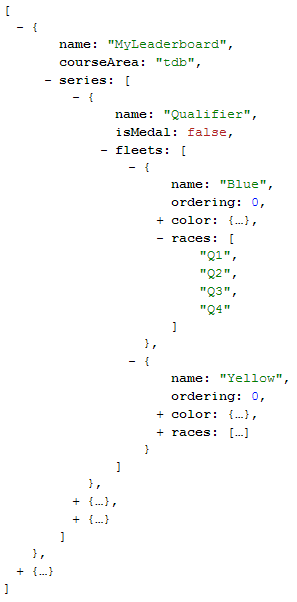 [
- {
name: "MyLeaderboard",
courseArea: "tdb",
- series: [
- {
name: "Qualifier",
isMedal: false,
- fleets: [
- {
name: "Blue",
ordering: 0,
+ color: {…},
- races: [
"Q1",
"Q2",
"Q3",
"Q4"
]
},
- {
name: "Yellow",
ordering: 0,
+ color: {…},
+ races: […]
}
]
},
+ {…},
+ {…}
]
},
+ {…}
]